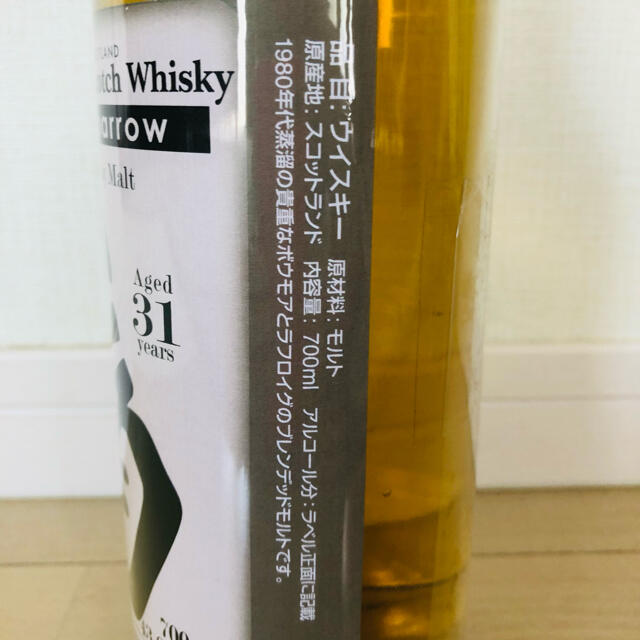 Whisky
arrow
Malt
Aged
31
years
700
品目:ウイスキー 原材料:モルト
原産地:スコットランド 内容量:700ml アルコール分:ラベル正面に記載
1980年代蒸溜の貴重なボウモアとラフロイグのブレンデッドモルトです。